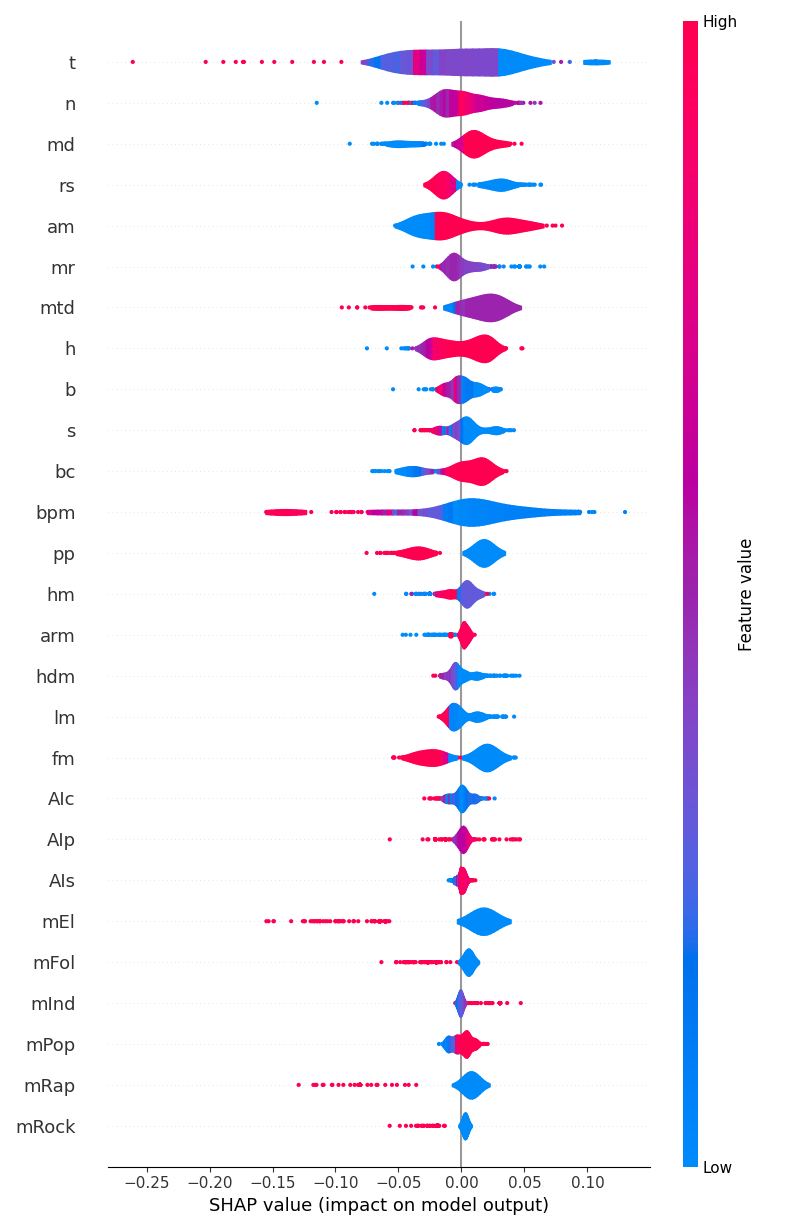 High
t
n
md
rs
am
mr
mtd
h
b
s
bc
bpm
pp
hm
arm
hdm
lm
fm
AIc
AIp
AIs
mEl
mFol
mInd
mPop
mRap
mRock
Feature value
Low
−0.25 −0.20 −0.15 −0.10 −0.05 0.00 0.05 0.10
SHAP value (impact on model output)